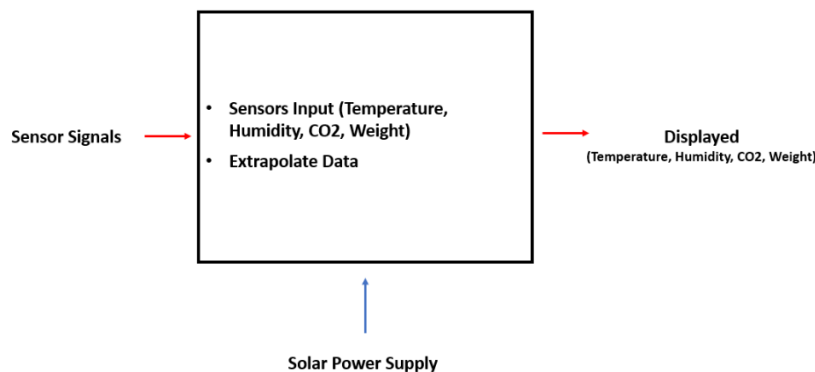 Sensor Signals
• Sensors Input (Temperature,
Humidity, CO2, Weight)
• Extrapolate Data
Displayed
(Temperature, Humidity, CO2, Weight)
Solar Power Supply